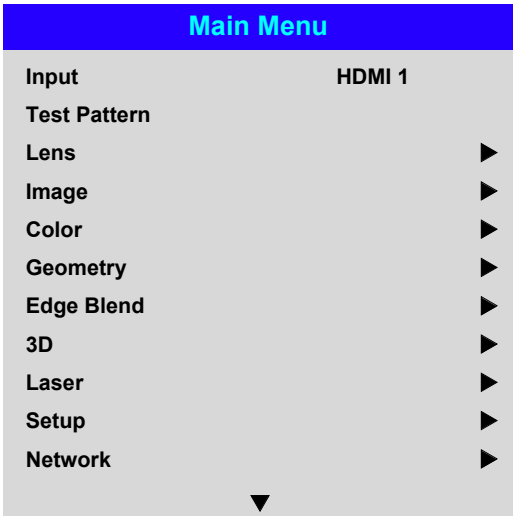 Main Menu
Input HDMI 1
Test Pattern
Lens
Image
Color
Geometry
Edge Blend
3D
Laser
Setup
Network